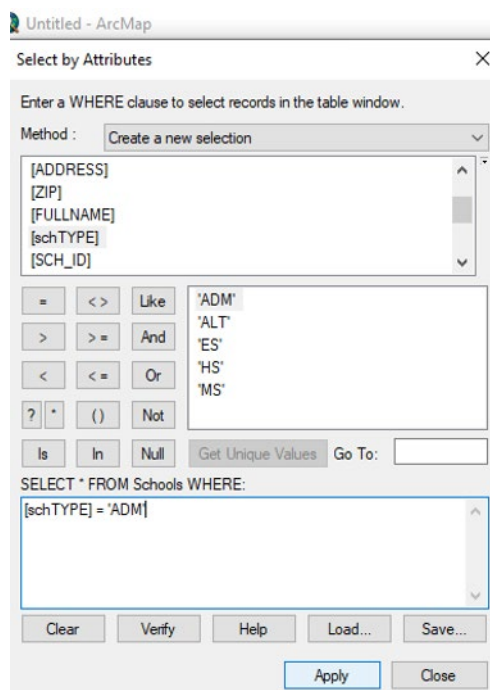 Untitled - ArcMap
Select by Attributes
Enter a WHERE clause to select records in the table window.
Method : Create a new selection
[ADDRESS]
[ZIP]
[FULLNAME]
[schTYPE]
[SCH_ID]
= <> Like
> >= And
< <= Or
? * () Not
Is In Null
'ADM'
'ALT'
'ES'
'HS'
'MS'
Get Unique Values Go To:
SELECT * FROM Schools WHERE:
[schTYPE] = 'ADM'
Clear Verify Help Load... Save...
Apply Close